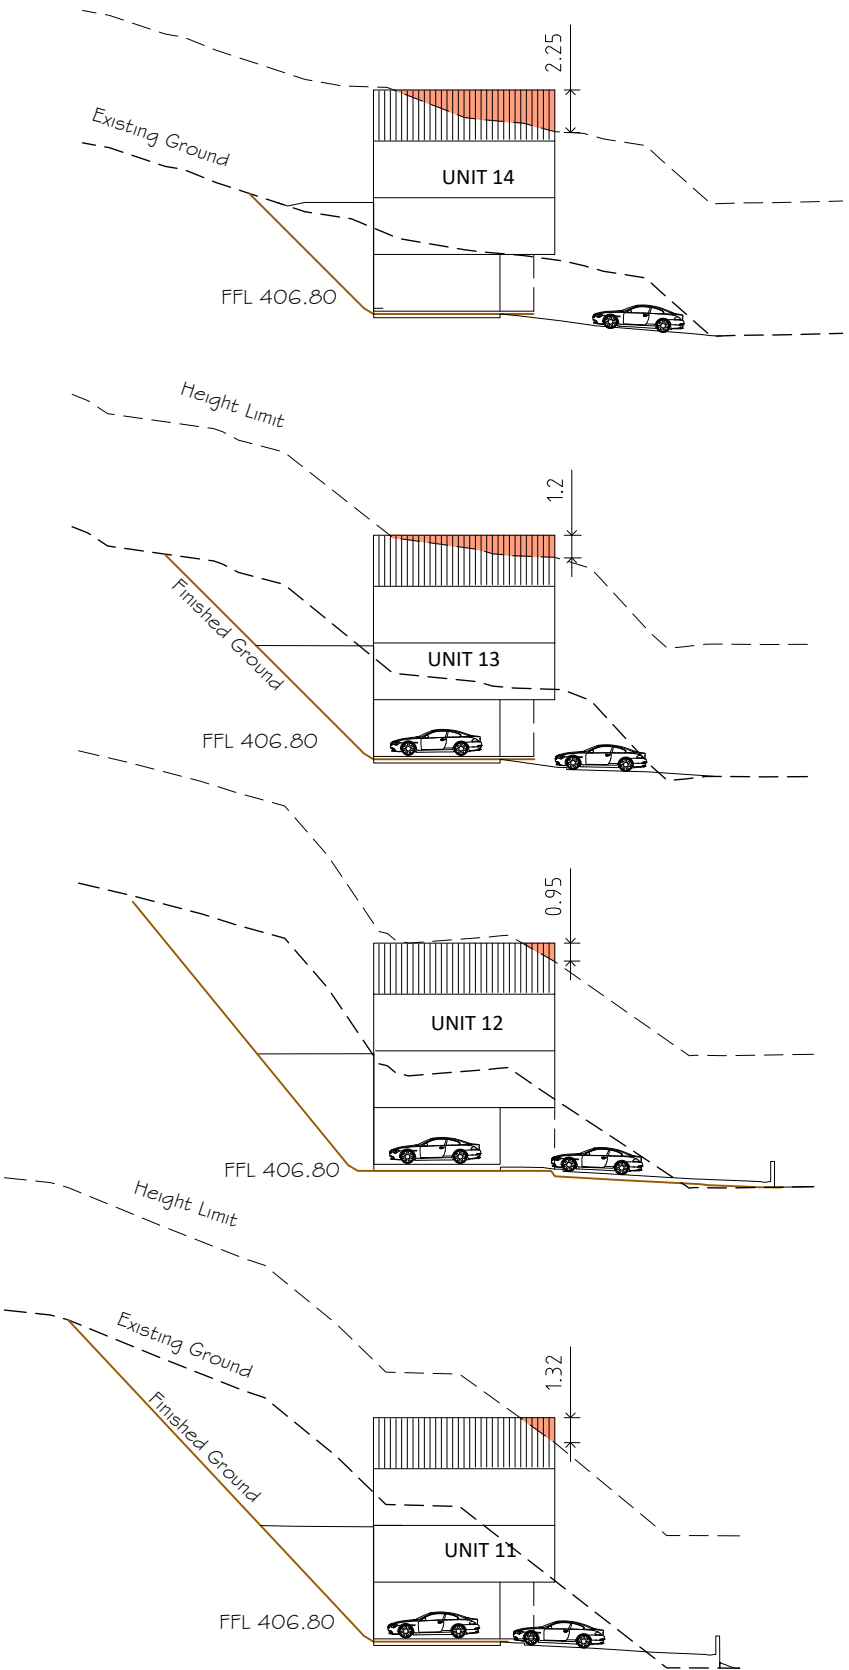 2.25
Existing Ground
UNIT 14
FFL 406.80
Height Limit
1.2
Finished Ground
UNIT 13
FFL 406.80
0.95
UNIT 12
FFL 406.80
Height Limit
Existing Ground
1.32
Finished Ground
UNIT 11
FFL 406.80